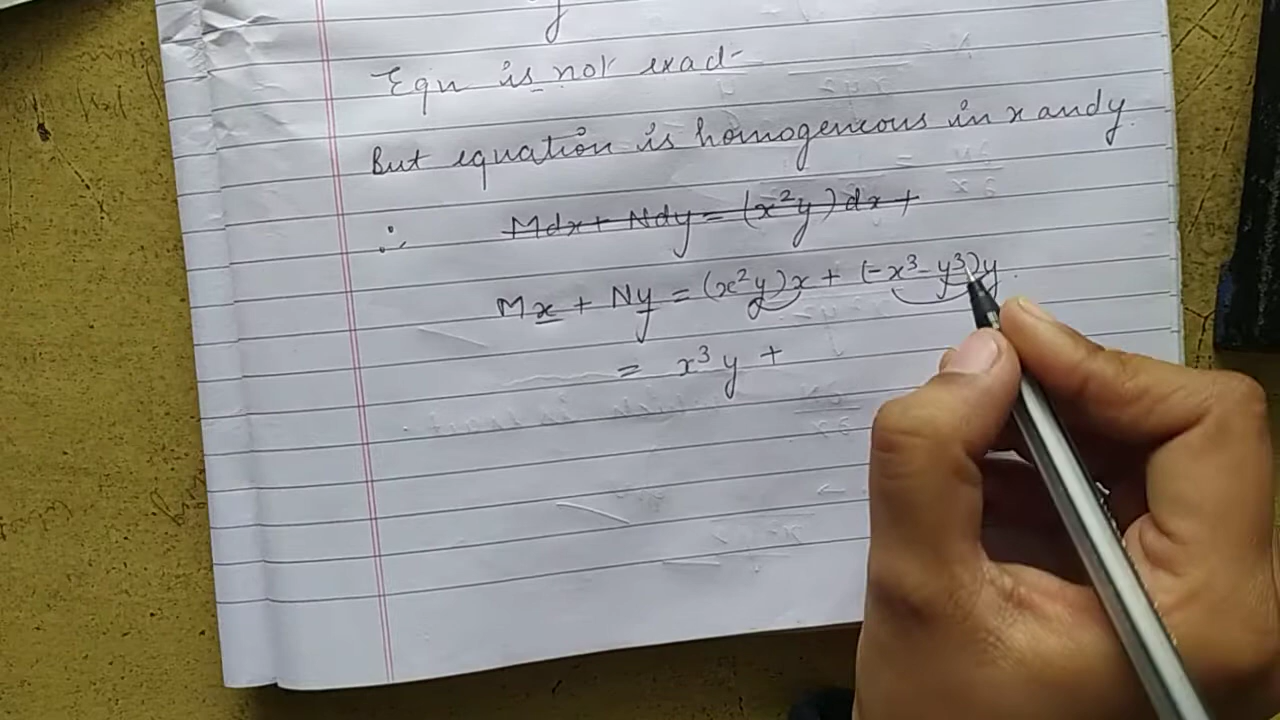 Eqn is not exact
But equation is homogeneous in x and y.
∴ Mdx + Ndy = (x²y) dx +
Mx + Ny = (x²y)x + (-x³-y³)y.
= x³y +